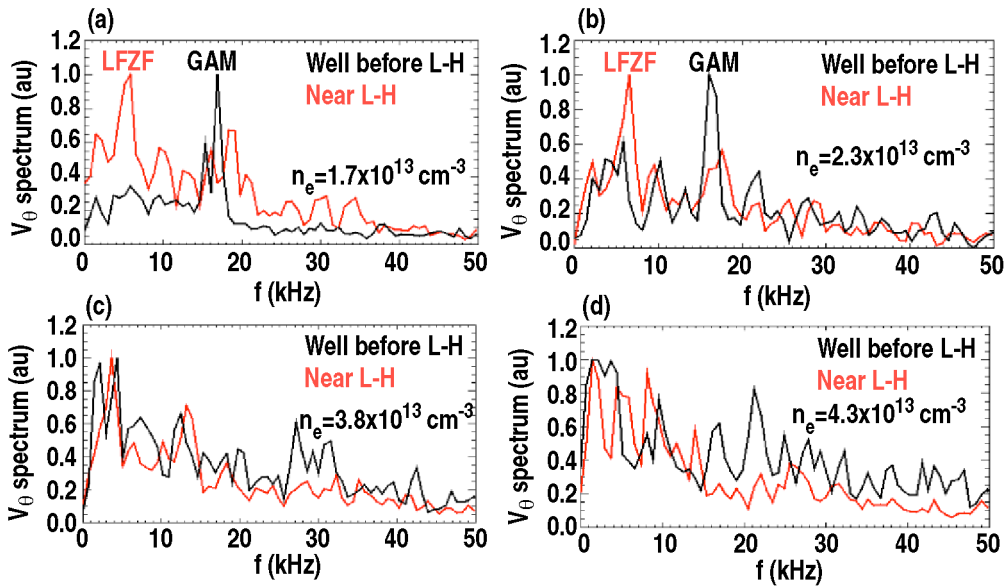 (a)
1.2
1.0
0.8
0.6
0.4
0.2
0.0
V_θ spectrum (au)
LFZF GAM
Well before L-H
Near L-H
n_e=1.7x10^13 cm^-3
0 10 20 30 40 50
f (kHz)
(b)
1.2
1.0
0.8
0.6
0.4
0.2
0.0
V_θ spectrum (au)
LFZF GAM
Well before L-H
Near L-H
n_e=2.3x10^13 cm^-3
0 10 20 30 40 50
f (kHz)
(c)
1.2
1.0
0.8
0.6
0.4
0.2
0.0
V_θ spectrum (au)
Well before L-H
Near L-H
n_e=3.8x10^13 cm^-3
0 10 20 30 40 50
f (kHz)
(d)
1.2
1.0
0.8
0.6
0.4
0.2
0.0
V_θ spectrum (au)
Well before L-H
Near L-H
n_e=4.3x10^13 cm^-3
0 10 20 30 40 50
f (kHz)